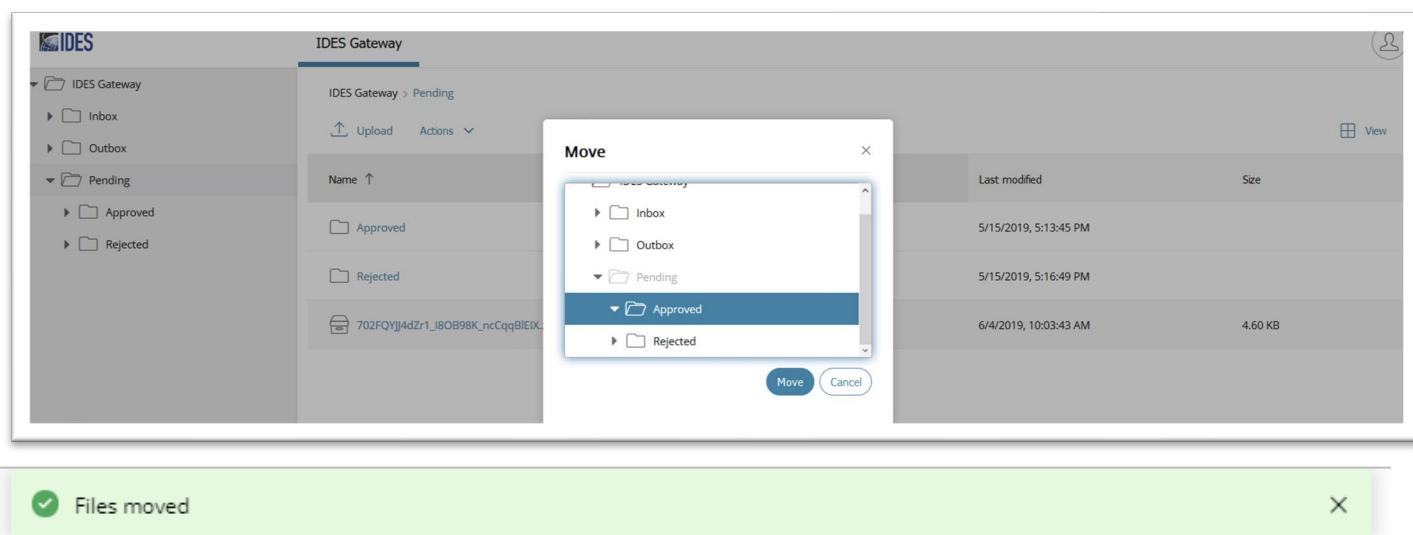 IDES
IDES Gateway
IDES Gateway
Inbox
Outbox
Pending
Approved
Rejected
IDES Gateway > Pending
Upload Actions
View
Name ↑ Last modified Size
Approved 5/15/2019, 5:13:45 PM
Rejected 5/15/2019, 5:16:49 PM
6/4/2019, 10:03:43 AM 4.60 KB
Move
IDES Gateway
Inbox
Outbox
Pending
Approved
Rejected
Move Cancel
Files moved